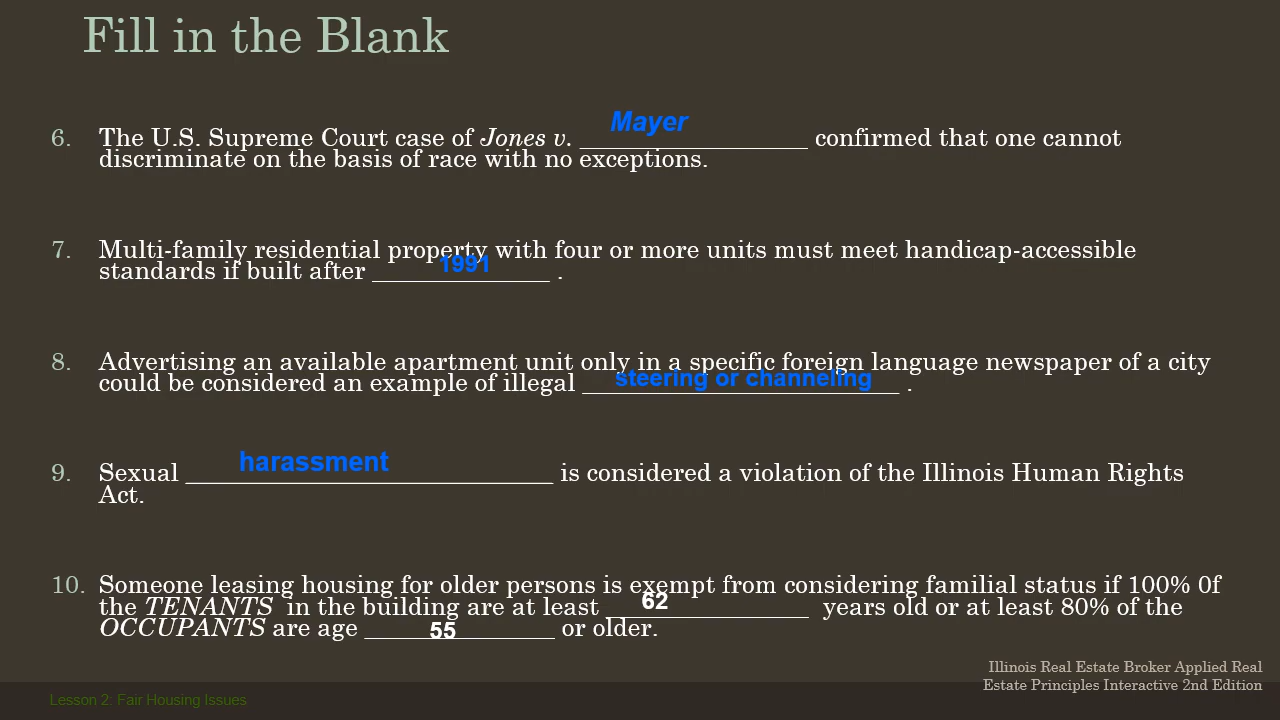 Fill in the Blank
6. The U.S. Supreme Court case of Jones v. Mayer confirmed that one cannot
discriminate on the basis of race with no exceptions.
7. Multi-family residential property with four or more units must meet handicap-accessible
standards if built after 1991 .
8. Advertising an available apartment unit only in a specific foreign language newspaper of a city
could be considered an example of illegal steering or channeling .
9. Sexual harassment is considered a violation of the Illinois Human Rights
Act.
10. Someone leasing housing for older persons is exempt from considering familial status if 100% 0f
the TENANTS in the building are at least 62 years old or at least 80% of the
OCCUPANTS are age 55 or older.
Illinois Real Estate Broker Applied Real
Estate Principles Interactive 2nd Edition
Lesson 2: Fair Housing Issues